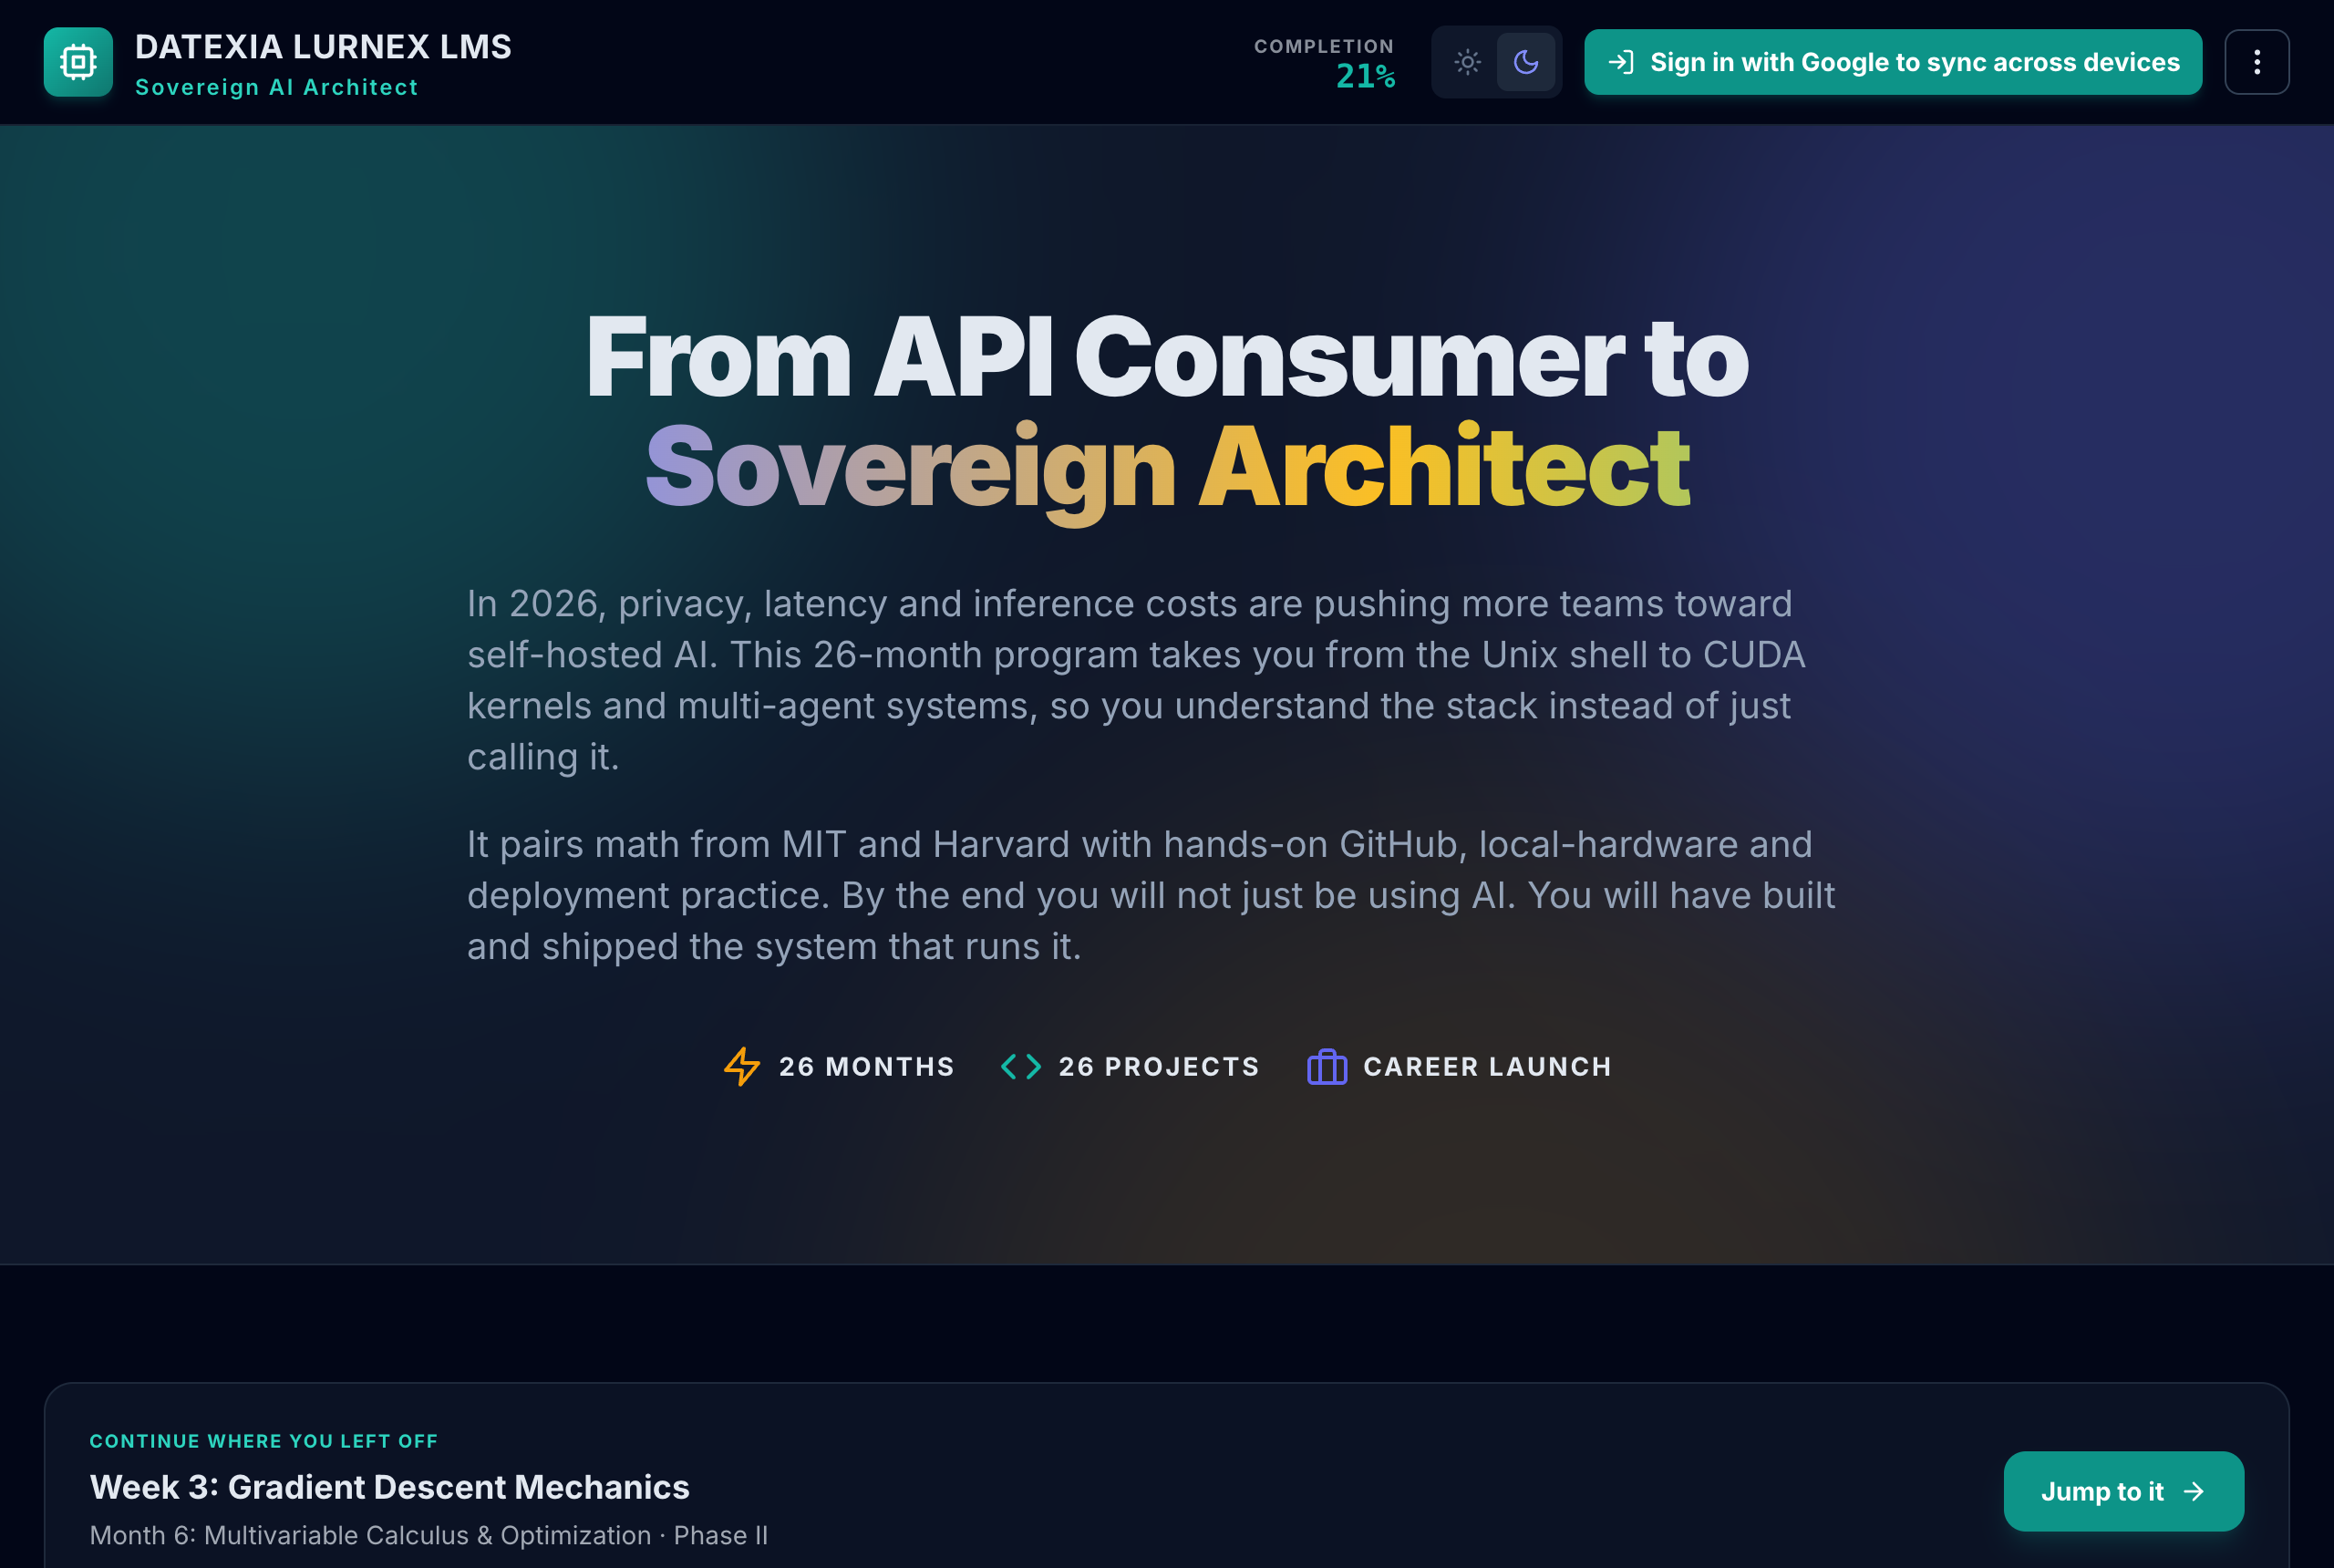 DATEXIA LURNEX LMS
Sovereign AI Architect
COMPLETION
21%
Sign in with Google to sync across devices
From API Consumer to
Sovereign Architect
In 2026, privacy, latency and inference costs are pushing more teams toward
self-hosted AI. This 26-month program takes you from the Unix shell to CUDA
kernels and multi-agent systems, so you understand the stack instead of just
calling it.
It pairs math from MIT and Harvard with hands-on GitHub, local-hardware and
deployment practice. By the end you will not just be using AI. You will have built
and shipped the system that runs it.
26 MONTHS
26 PROJECTS
CAREER LAUNCH
CONTINUE WHERE YOU LEFT OFF
Week 3: Gradient Descent Mechanics
Month 6: Multivariable Calculus & Optimization · Phase II
Jump to it